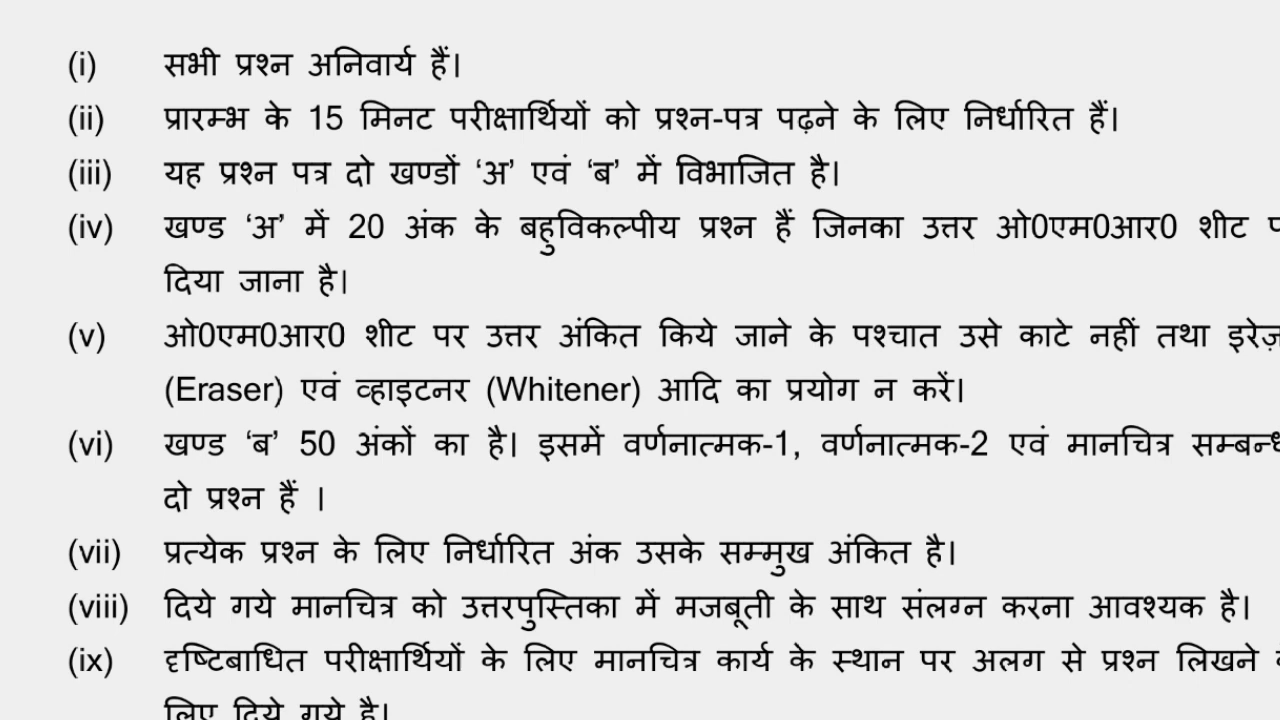 (i) सभी प्रश्न अनिवार्य हैं।
(ii) प्रारम्भ के 15 मिनट परीक्षार्थियों को प्रश्न-पत्र पढ़ने के लिए निर्धारित हैं।
(iii) यह प्रश्न पत्र दो खण्डों ‘अ’ एवं ‘ब’ में विभाजित है।
(iv) खण्ड ‘अ’ में 20 अंक के बहुविकल्पीय प्रश्न हैं जिनका उत्तर ओ0एम0आर0 शीट
दिया जाना है।
(v) ओ0एम0आर0 शीट पर उत्तर अंकित किये जाने के पश्चात उसे काटे नहीं तथा
(Eraser) एवं व्हाइटनर (Whitener) आदि का प्रयोग न करें।
(vi) खण्ड ‘ब’ 50 अंकों का है। इसमें वर्णनात्मक-1, वर्णनात्मक-2 एवं मानचित्र
दो प्रश्न हैं ।
(vii) प्रत्येक प्रश्न के लिए निर्धारित अंक उसके सम्मुख अंकित है।
(viii) दिये गये मानचित्र को उत्तरपुस्तिका में मजबूती के साथ संलग्न करना आवश्यक है।
(ix) दृष्टिबाधित परीक्षार्थियों के लिए मानचित्र कार्य के स्थान पर अलग से प्रश्न लिखने
लिए दिये गये है।